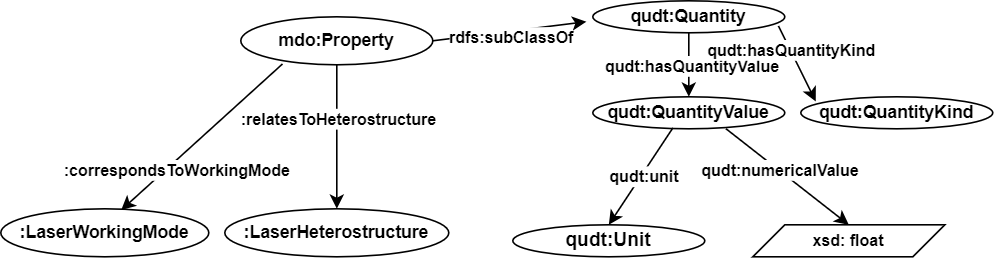 qudt:Quantity
mdo:Property
rdfs:subClassOf
qudt:hasQuantityKind
qudt:hasQuantityValue
qudt:QuantityValue
qudt:QuantityKind
:relatesToHeterostructure
:correspondsToWorkingMode
qudt:unit
qudt:numericalValue
:LaserWorkingMode
:LaserHeterostructure
qudt:Unit
xsd: float